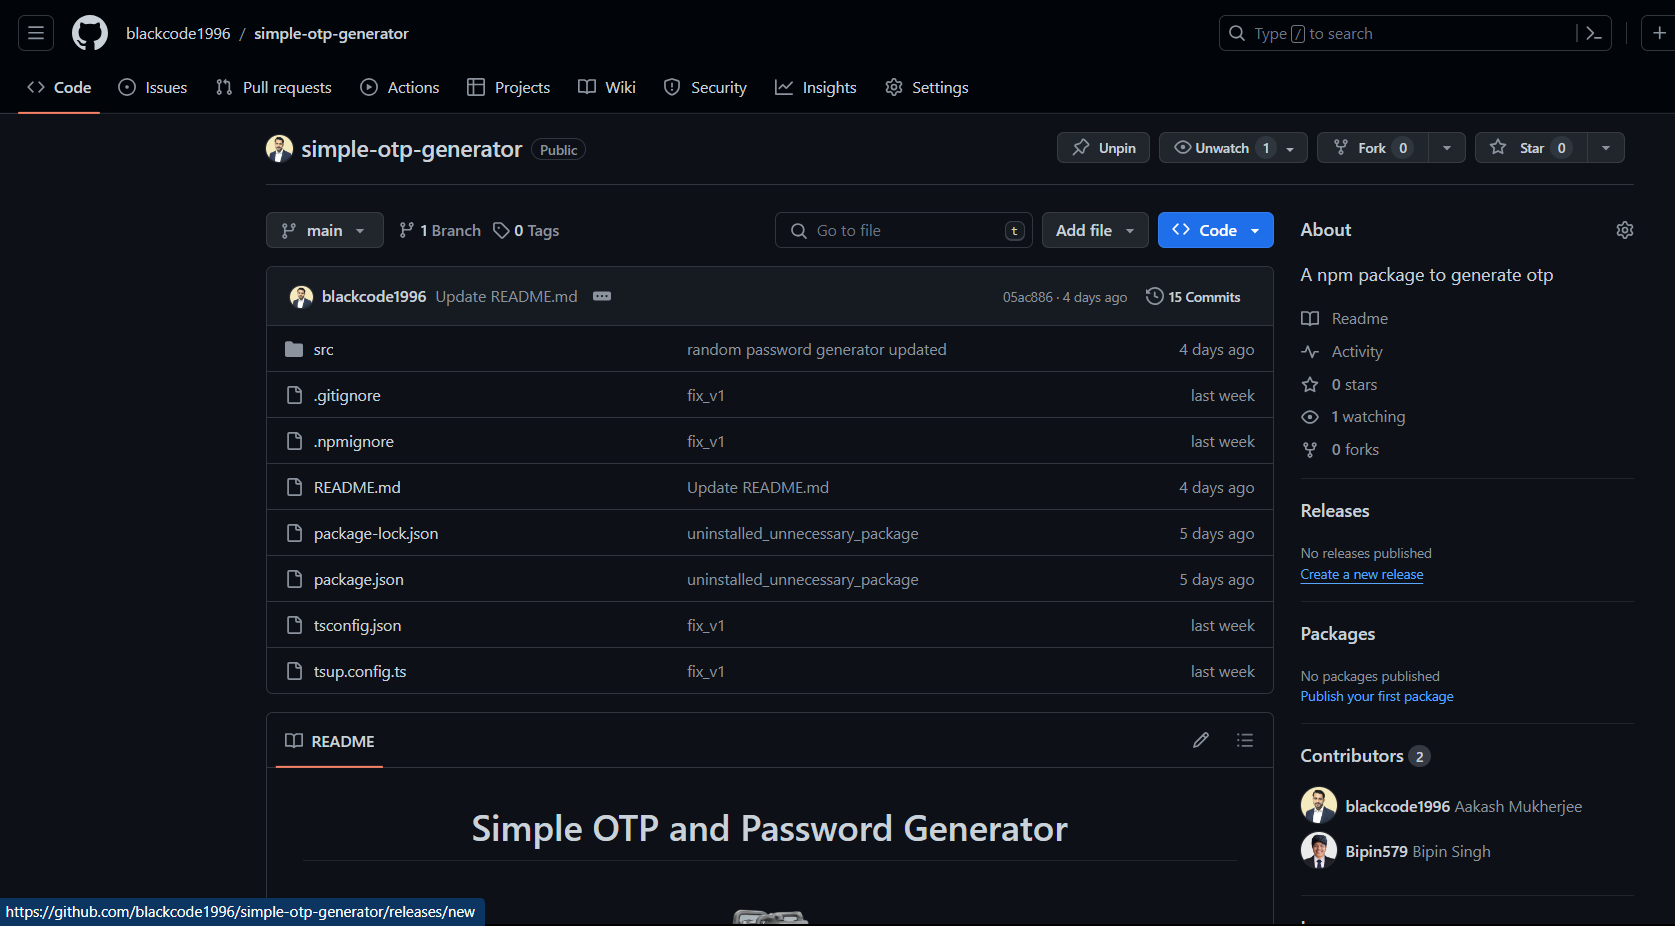 blackcode1996 / simple-otp-generator
Type / to search
Code
Issues
Pull requests
Actions
Projects
Wiki
Security
Insights
Settings
simple-otp-generator
Public
Unpin
Unwatch 1
Fork 0
Star 0
main
1 Branch
0 Tags
Go to file
t
Add file
Code
blackcode1996 Update README.md
05ac886 · 4 days ago
15 Commits
src random password generator updated 4 days ago
.gitignore fix_v1 last week
.npmignore fix_v1 last week
README.md Update README.md 4 days ago
package-lock.json uninstalled_unnecessary_package 5 days ago
package.json uninstalled_unnecessary_package 5 days ago
tsconfig.json fix_v1 last week
tsup.config.ts fix_v1 last week
README
Simple OTP and Password Generator
About
A npm package to generate otp
Readme
Activity
0 stars
1 watching
0 forks
Releases
No releases published
Create a new release
Packages
No packages published
Publish your first package
Contributors 2
blackcode1996 Aakash Mukherjee
Bipin579 Bipin Singh
https://github.com/blackcode1996/simple-otp-generator/releases/new